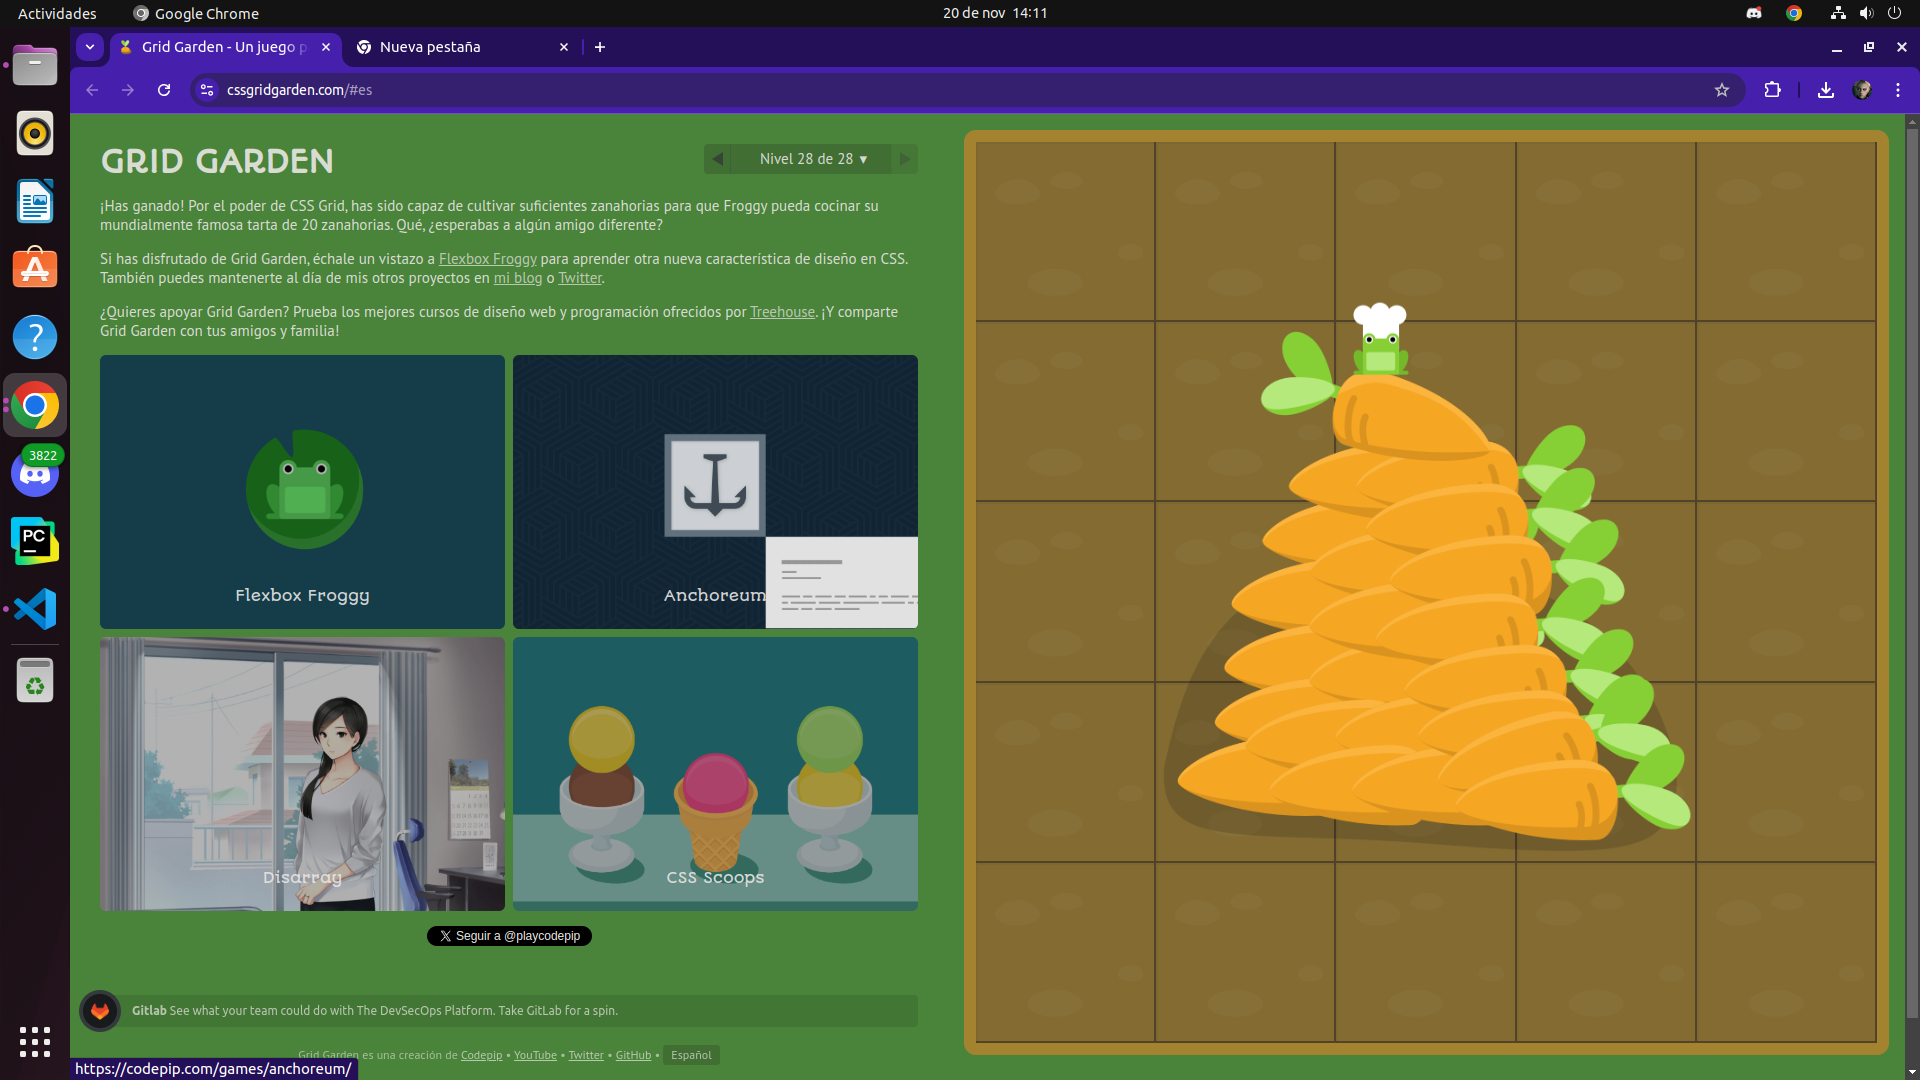 Actividades
Google Chrome
20 de nov 14:11
Grid Garden - Un juego p
Nueva pestaña
cssgridgarden.com/#es
3822
PC
GRID GARDEN
Nivel 28 de 28 ▾
¡Has ganado! Por el poder de CSS Grid, has sido capaz de cultivar suficientes zanahorias para que Froggy pueda cocinar su
mundialmente famosa tarta de 20 zanahorias. Qué, ¿esperabas a algún amigo diferente?
Si has disfrutado de Grid Garden, échale un vistazo a Flexbox Froggy para aprender otra nueva característica de diseño en CSS.
También puedes mantenerte al día de mis otros proyectos en mi blog o Twitter.
¿Quieres apoyar Grid Garden? Prueba los mejores cursos de diseño web y programación ofrecidos por Treehouse. ¡Y comparte
Grid Garden con tus amigos y familia!
Flexbox Froggy
Anchoreum
Disarray
CSS Scoops
Seguir a @playcodepip
Gitlab See what your team could do with The DevSecOps Platform. Take GitLab for a spin.
Grid Garden es una creación de Codepip • YouTube • Twitter • GitHub • Español
https://codepip.com/games/anchoreum/